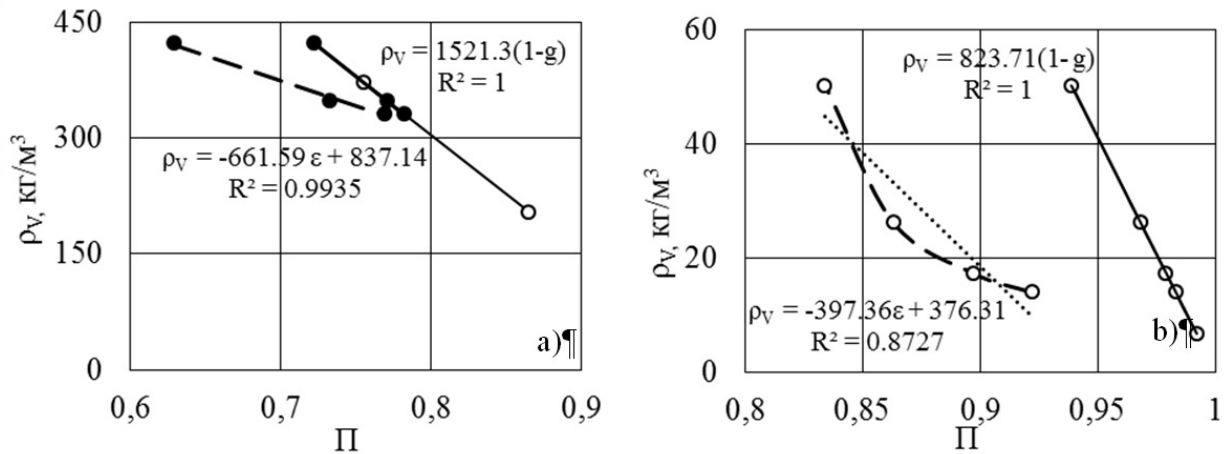 450
300
150
0
ρV, кг/м³
0,6
0,7
0,8
0,9
П
ρV = 1521.3(1-g)
R² = 1
ρV = -661.59 ε + 837.14
R² = 0.9935
a)¶
60
40
20
0
ρV, кг/м³
0,8
0,85
0,9
0,95
1
П
ρV = 823.71(1- g)
R² = 1
ρV = -397.36ε + 376.31
R² = 0.8727
b)¶